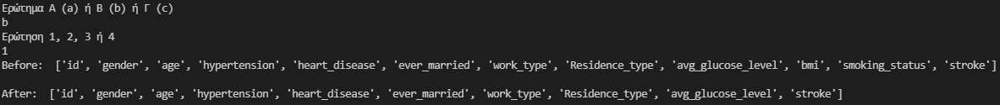 Ερώτημα Α (a) ή Β (b) ή Γ (c)
b
Ερώτηση 1, 2, 3 ή 4
1
Before:  ['id', 'gender', 'age', 'hypertension', 'heart_disease', 'ever_married', 'work_type', 'Residence_type', 'avg_glucose_level', 'bmi', 'smoking_status', 'stroke']
After:  ['id', 'gender', 'age', 'hypertension', 'heart_disease', 'ever_married', 'work_type', 'Residence_type', 'avg_glucose_level', 'stroke']